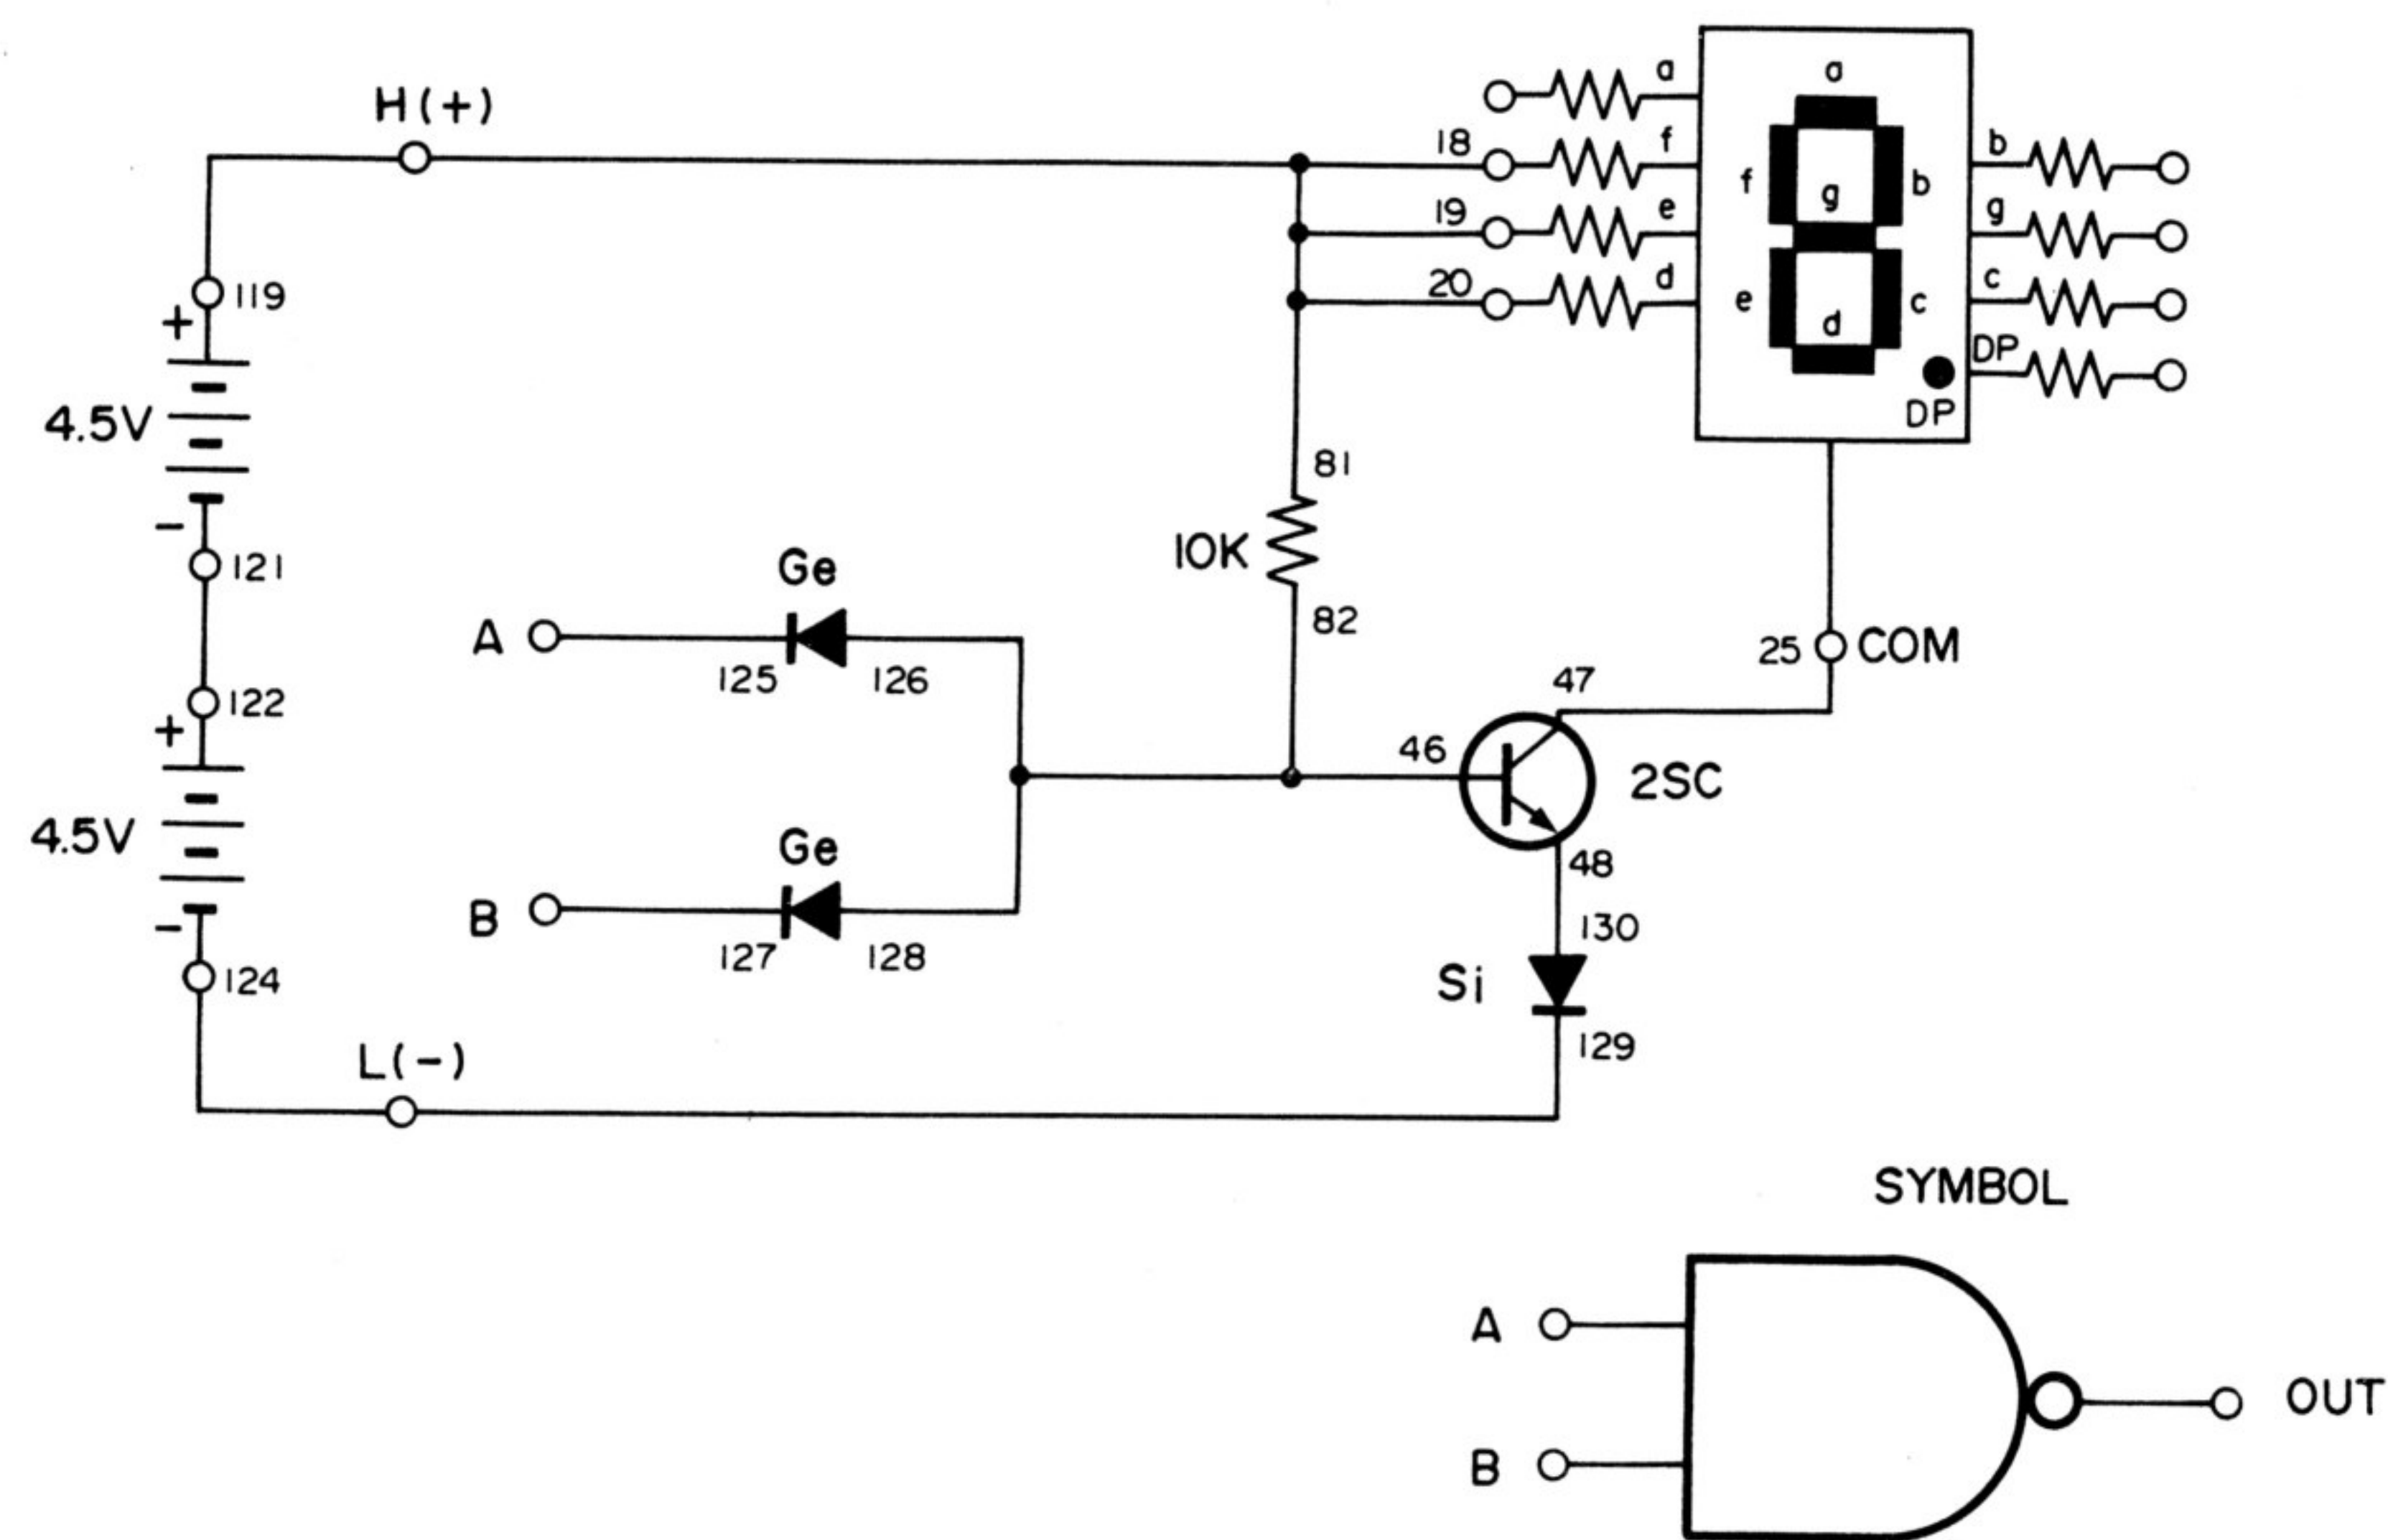 H(+)
119
+
4.5V
-
121
122
+
4.5V
-
124
L(-)
A
Ge
125
126
B
Ge
127
128
10K
81
82
18
19
20
a
f
e
d
a
f
b
g
e
c
d
DP
b
g
c
DP
25
COM
47
46
2SC
48
130
Si
129
SYMBOL
A
B
OUT